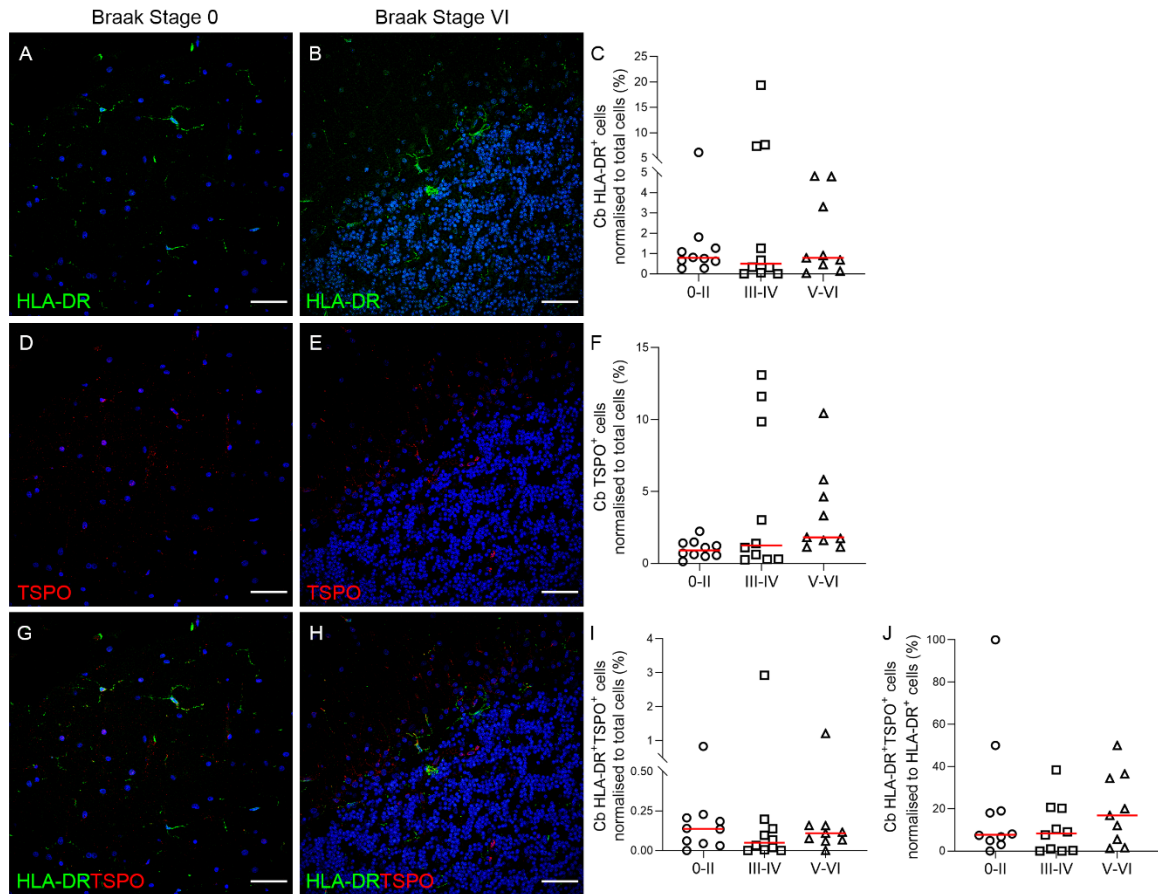 Braak Stage 0
Braak Stage VI
A
HLA-DR
B
HLA-DR
C
Cb HLA-DR⁺ cells
normalised to total cells (%)
25
20
15
10
5
5
4
3
2
1
0
0-II
III-IV
V-VI
D
TSPO
E
TSPO
F
Cb TSPO⁺ cells
normalised to total cells (%)
15
10
5
0
0-II
III-IV
V-VI
G
HLA-DRTSPO
H
HLA-DRTSPO
I
Cb HLA-DR⁺TSPO⁺ cells
normalised to total cells (%)
4
3
2
1
0.50
0.25
0.00
0-II
III-IV
V-VI
J
Cb HLA-DR⁺TSPO⁺ cells
normalised to HLA-DR⁺ cells (%)
100
80
60
40
20
0
0-II
III-IV
V-VI